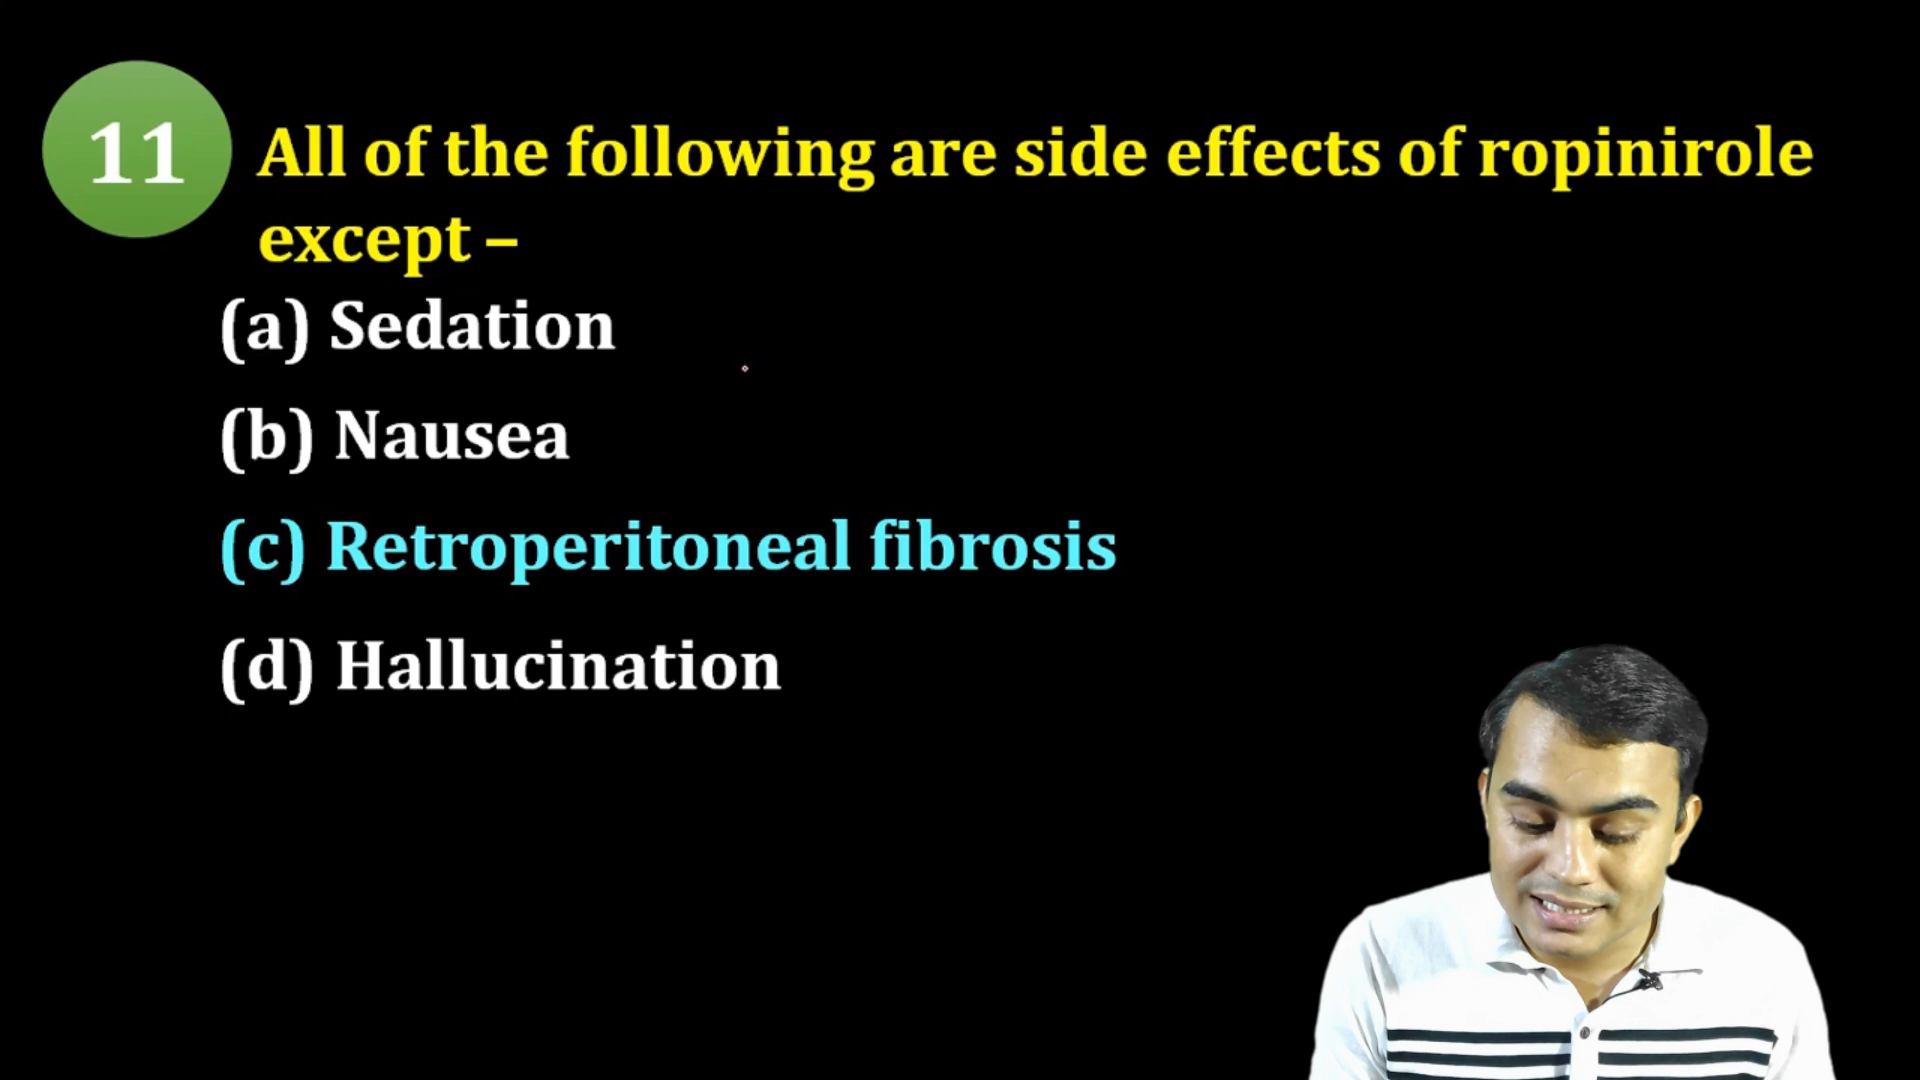 11
All of the following are side effects of ropinirole
except –
(a) Sedation
(b) Nausea
(c) Retroperitoneal fibrosis
(d) Hallucination